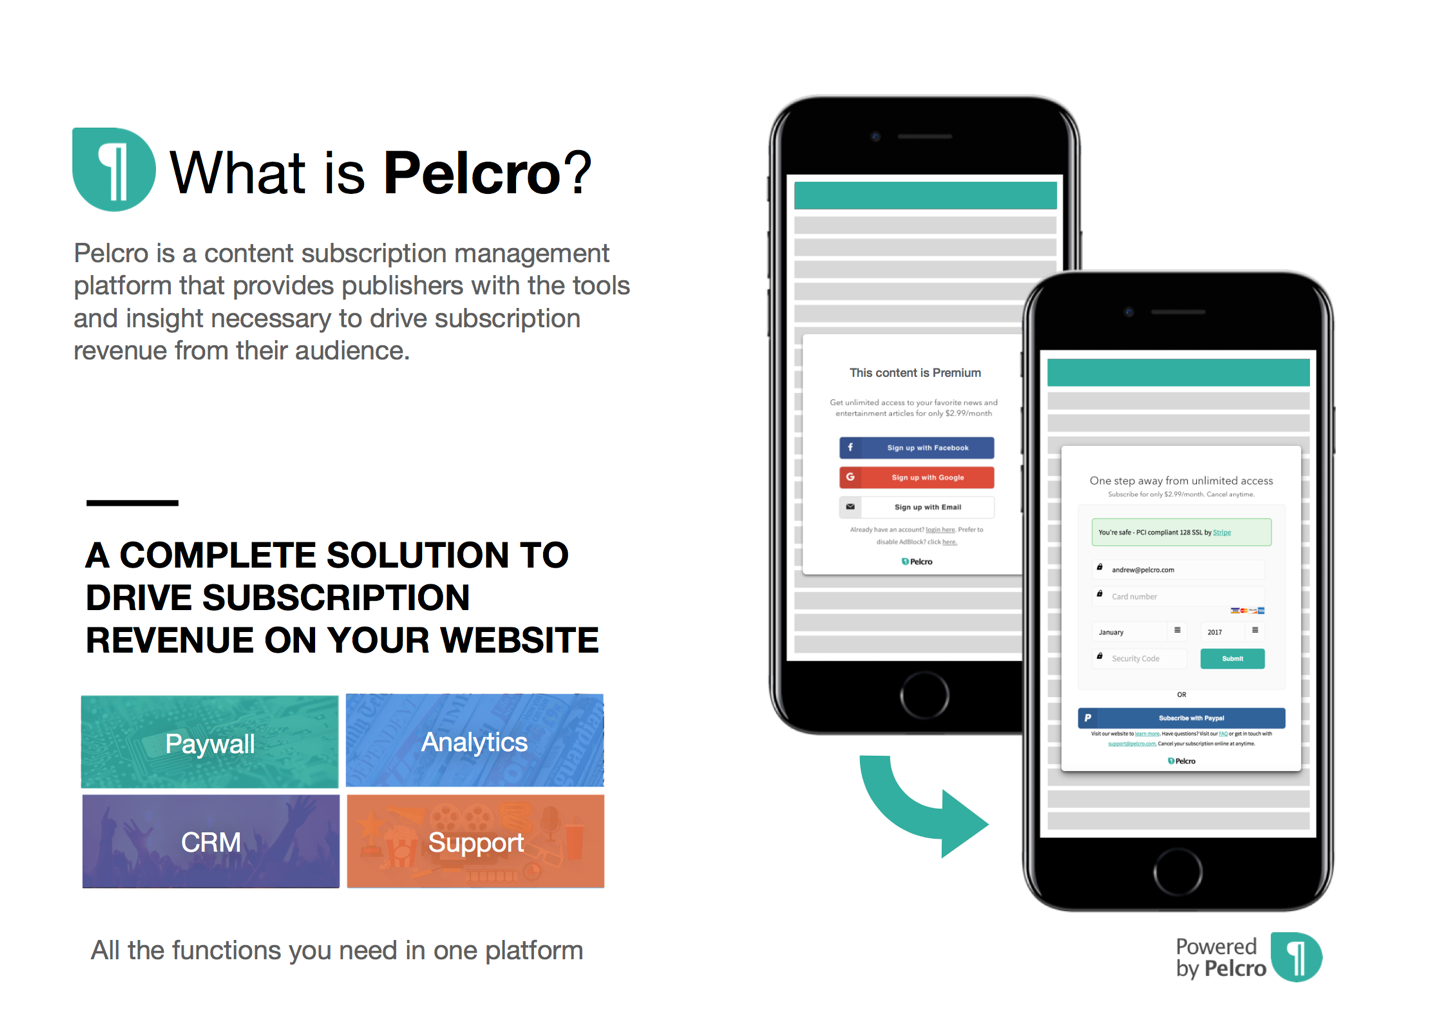 What is Pelcro?
Pelcro is a content subscription management
platform that provides publishers with the tools
and insight necessary to drive subscription
revenue from their audience.
A COMPLETE SOLUTION TO
DRIVE SUBSCRIPTION
REVENUE ON YOUR WEBSITE
Paywall
Analytics
CRM
Support
All the functions you need in one platform
This content is Premium
Get unlimited access to your favorite news and
entertainment articles for only $2.99/month
Sign up with Facebook
Sign up with Google
Sign up with Email
Already have an account? login here. Prefer to
disable AdBlock? click here.
Pelcro
One step away from unlimited access
Subscribe for only $2.99/month. Cancel anytime.
You're safe - PCI compliant 128 SSL by Stripe
andrew@pelcro.com
Card number
January
2017
Security Code
Submit
OR
Subscribe with Paypal
Visit our website to learn more. Have questions? Visit our FAQ or get in touch with
support@pelcro.com. Cancel your subscription online at anytime.
Pelcro
Powered
by Pelcro